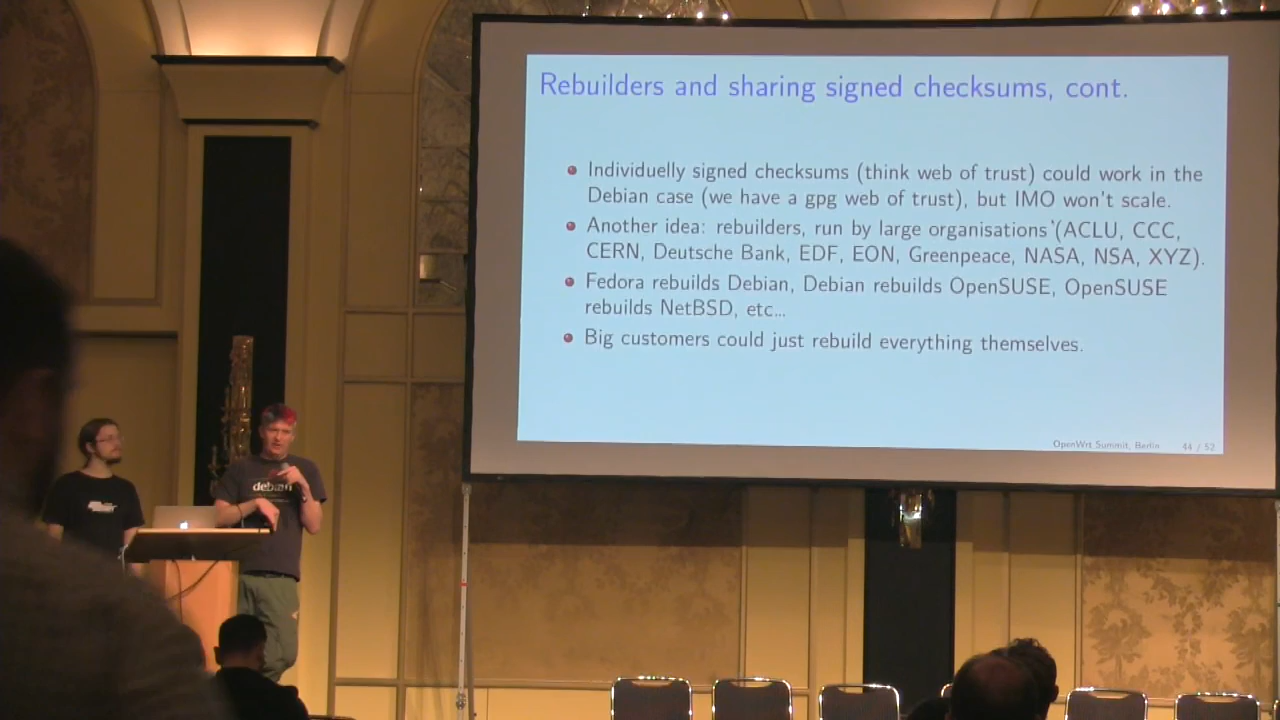 Rebuilders and sharing signed checksums, cont.
Individuelly signed checksums (think web of trust) could work in the
Debian case (we have a gpg web of trust), but IMO won't scale.
Another idea: rebuilders, run by large organisations (ACLU, CCC,
CERN, Deutsche Bank, EDF, EON, Greenpeace, NASA, NSA, XYZ).
Fedora rebuilds Debian, Debian rebuilds OpenSUSE, OpenSUSE
rebuilds NetBSD, etc...
Big customers could just rebuild everything themselves.
OpenWrt Summit, Berlin 44 / 52
debian